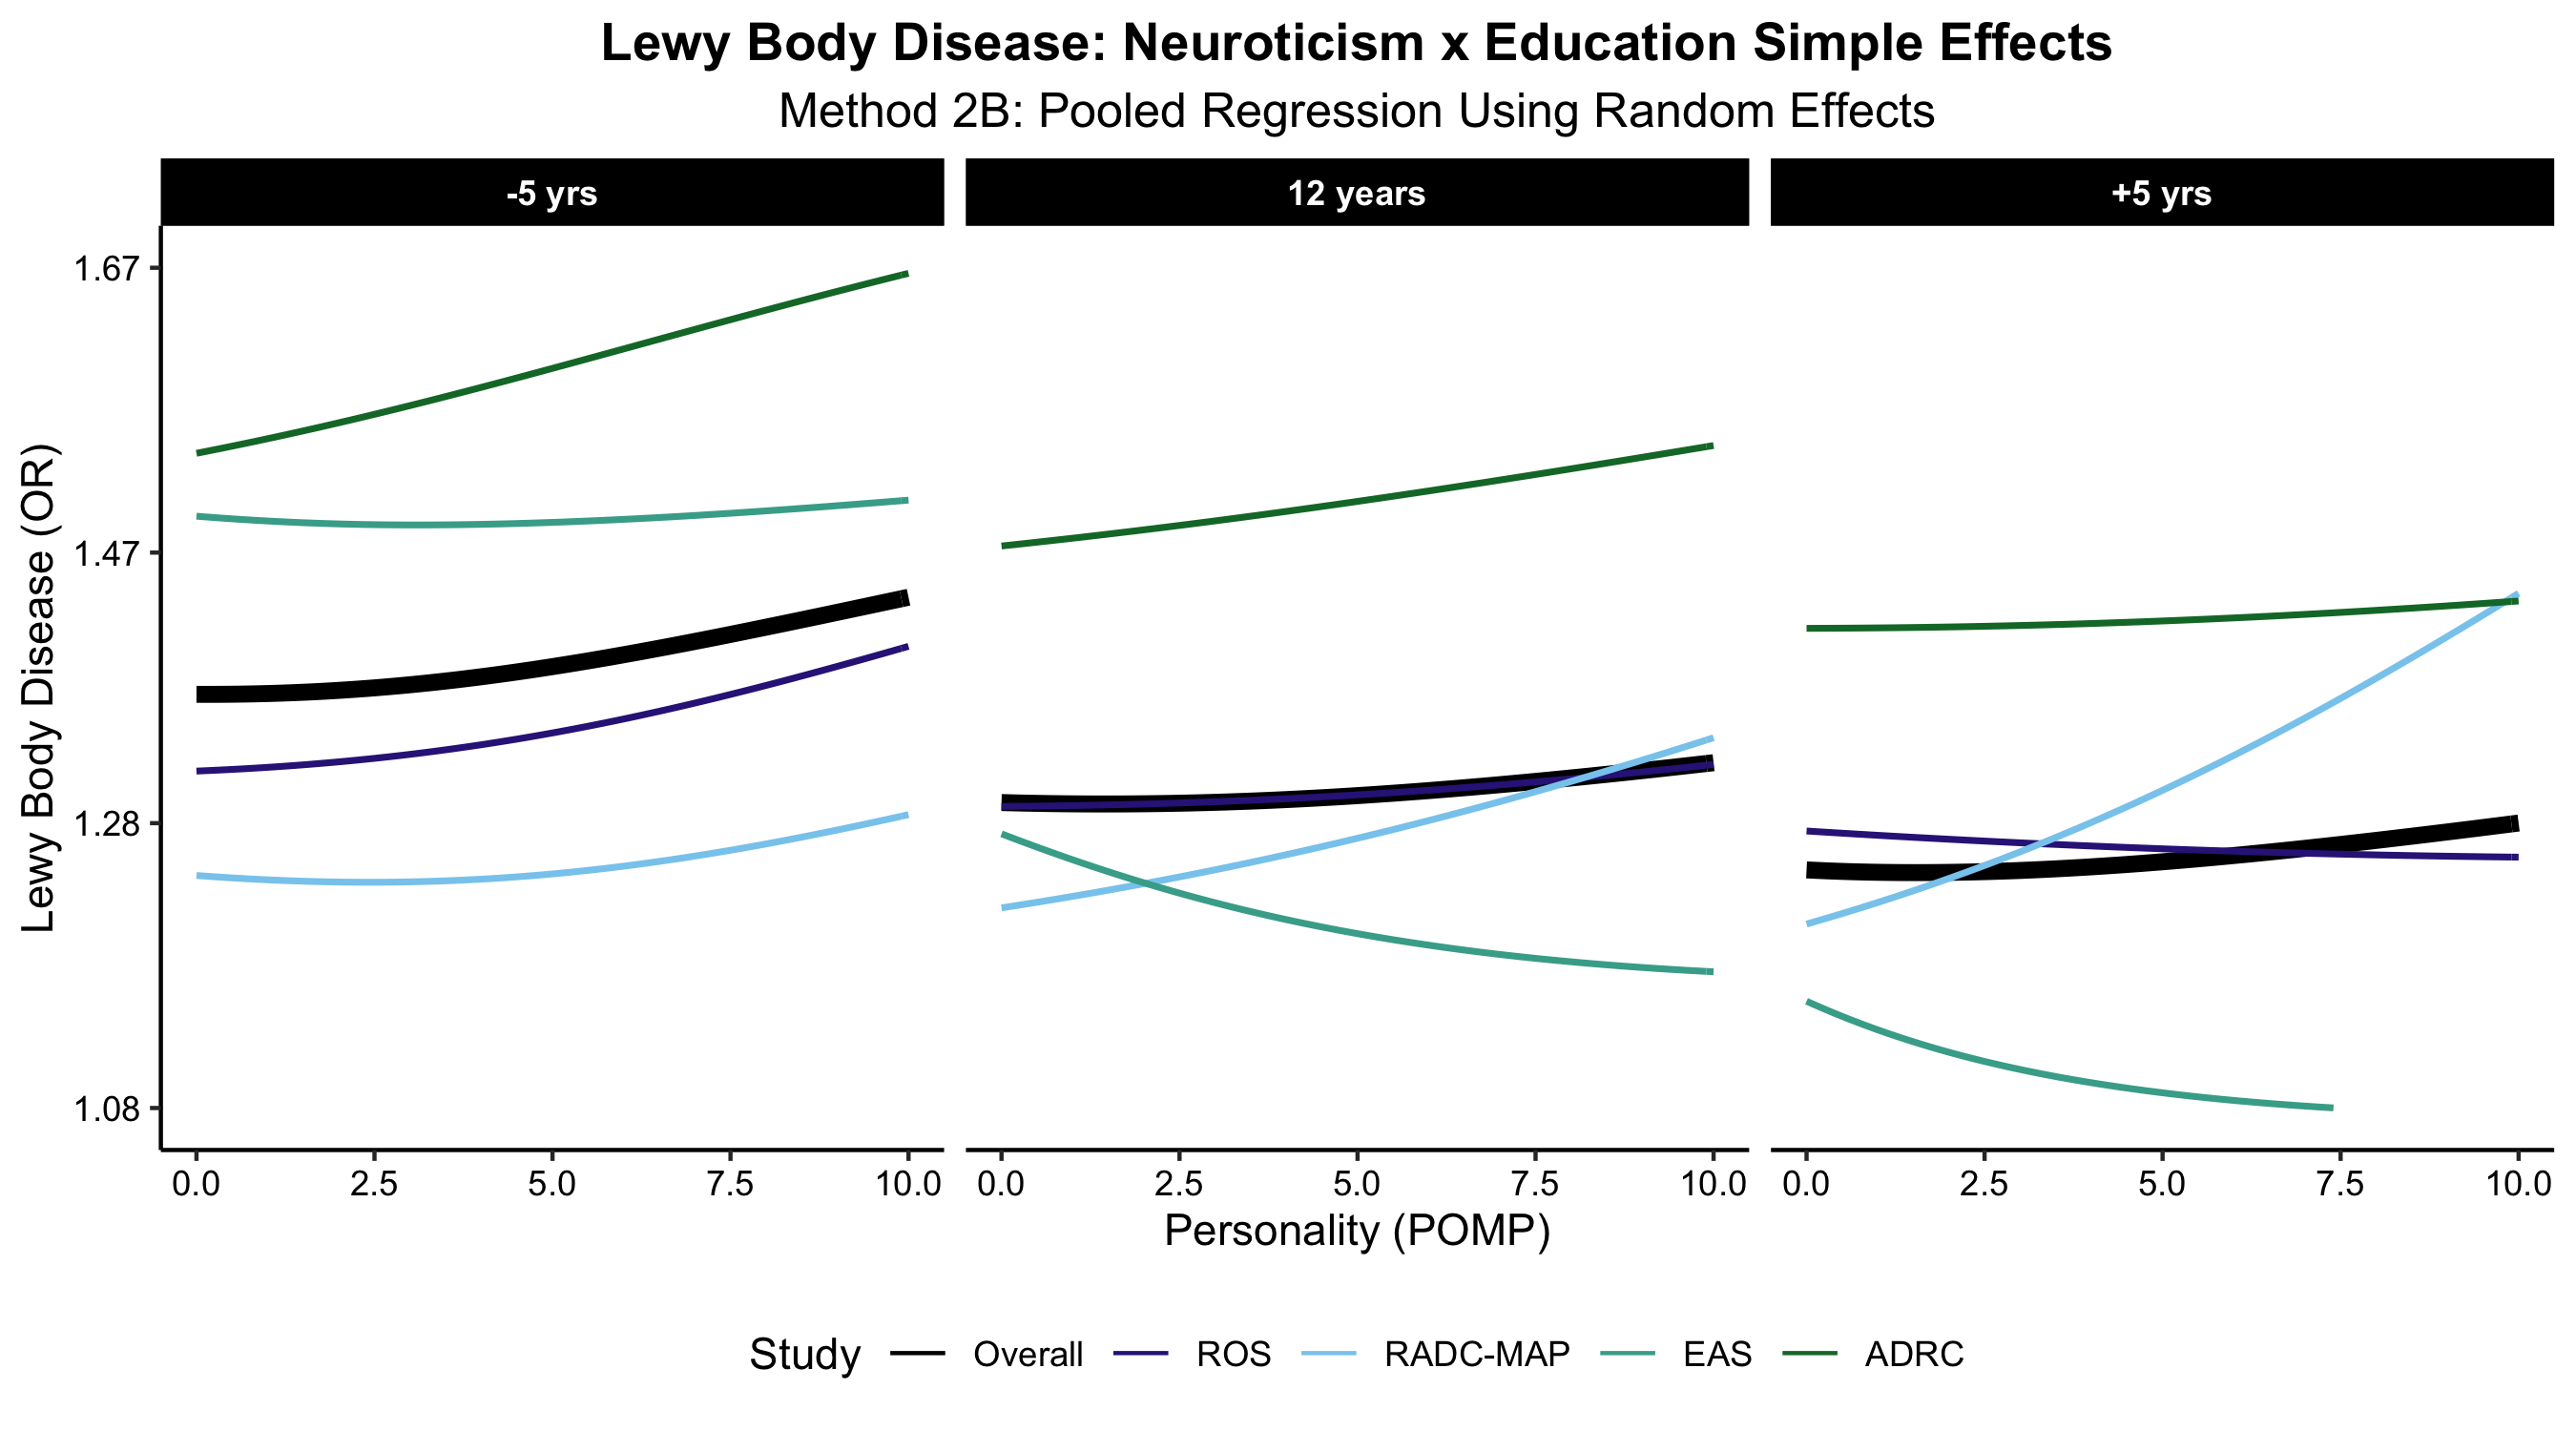 Lewy Body Disease: Neuroticism x Education Simple Effects
Method 2B: Pooled Regression Using Random Effects
-5 yrs
12 years
+5 yrs
Lewy Body Disease (OR)
1.67
1.47
1.28
1.08
0.0 2.5 5.0 7.5 10.0
0.0 2.5 5.0 7.5 10.0
0.0 2.5 5.0 7.5 10.0
Personality (POMP)
Study Overall ROS RADC-MAP EAS ADRC